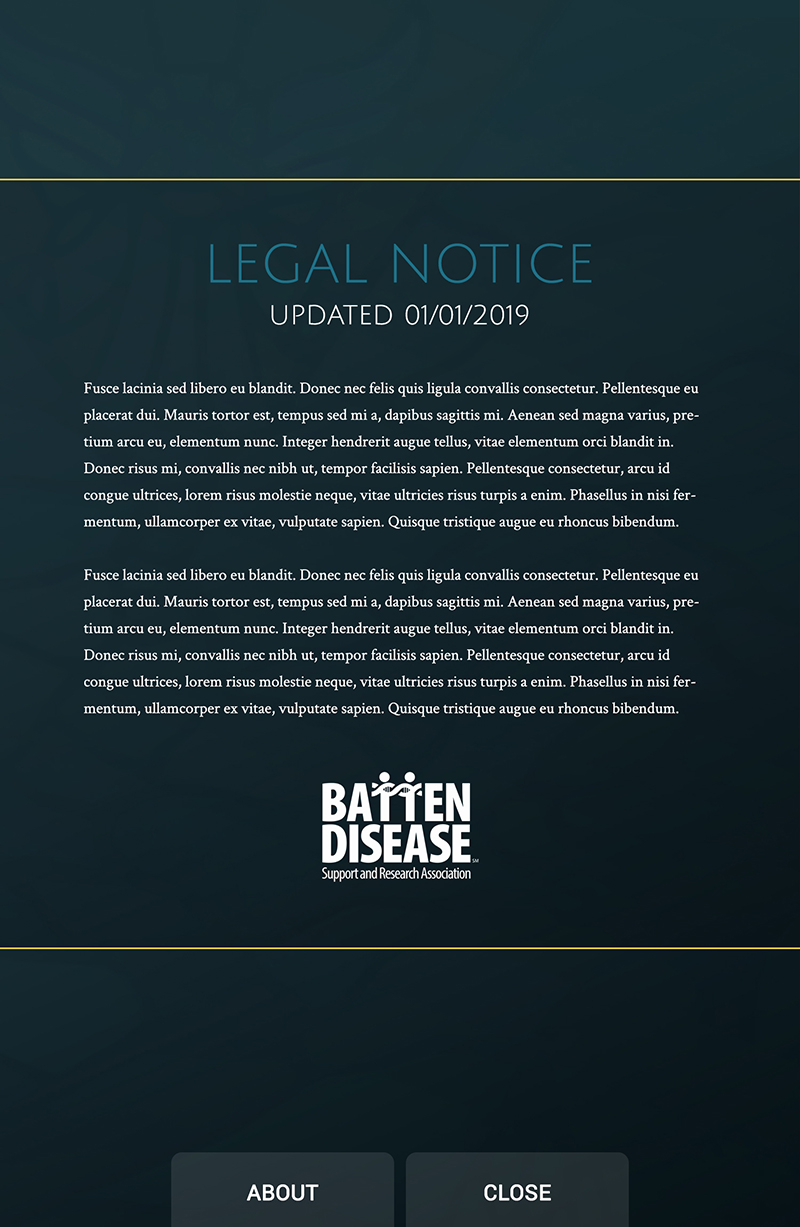 LEGAL NOTICE
UPDATED 01/01/2019
Fusce lacinia sed libero eu blandit. Donec nec felis quis ligula convallis consectetur. Pellentesque eu
placerat dui. Mauris tortor est, tempus sed mi a, dapibus sagittis mi. Aenean sed magna varius, pre-
tium arcu eu, elementum nunc. Integer hendrerit augue tellus, vitae elementum orci blandit in.
Donec risus mi, convallis nec nibh ut, tempor facilisis sapien. Pellentesque consectetur, arcu id
congue ultrices, lorem risus molestie neque, vitae ultricies risus turpis a enim. Phasellus in nisi fer-
mentum, ullamcorper ex vitae, vulputate sapien. Quisque tristique augue eu rhoncus bibendum.
Fusce lacinia sed libero eu blandit. Donec nec felis quis ligula convallis consectetur. Pellentesque eu
placerat dui. Mauris tortor est, tempus sed mi a, dapibus sagittis mi. Aenean sed magna varius, pre-
tium arcu eu, elementum nunc. Integer hendrerit augue tellus, vitae elementum orci blandit in.
Donec risus mi, convallis nec nibh ut, tempor facilisis sapien. Pellentesque consectetur, arcu id
congue ultrices, lorem risus molestie neque, vitae ultricies risus turpis a enim. Phasellus in nisi fer-
mentum, ullamcorper ex vitae, vulputate sapien. Quisque tristique augue eu rhoncus bibendum.
BATTEN
DISEASE SM
Support and Research Association
ABOUT CLOSE